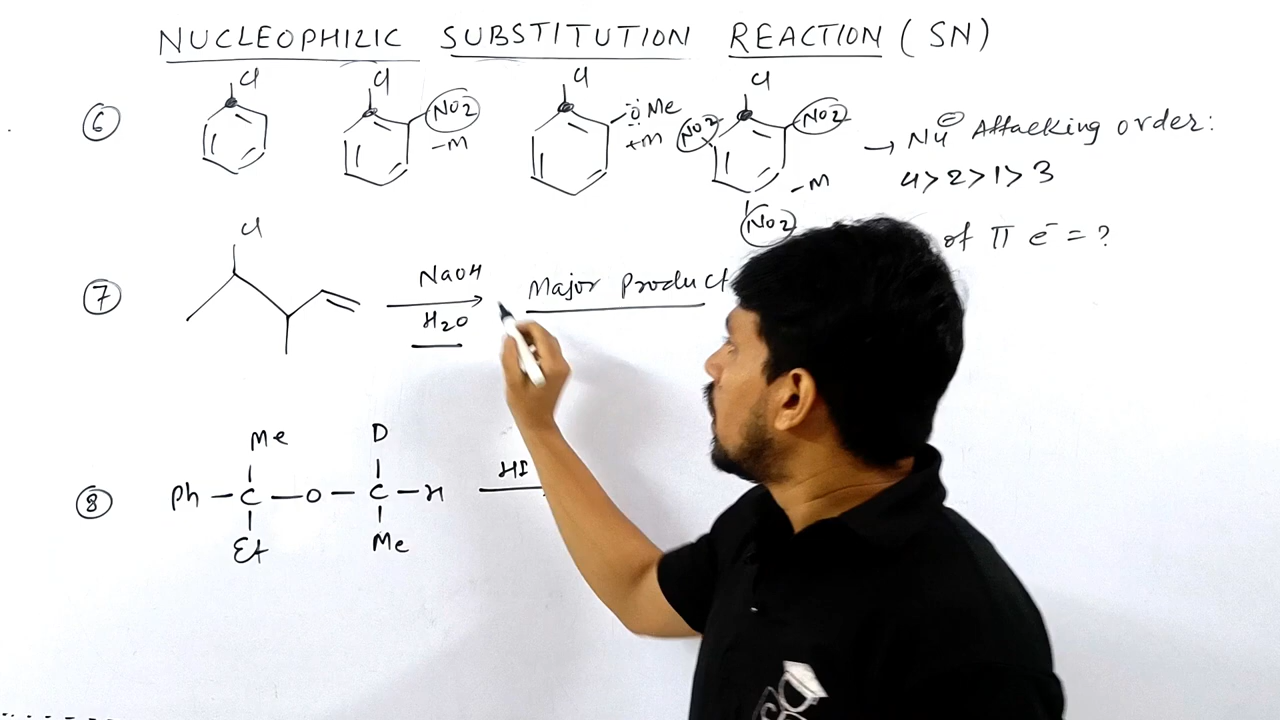 NUCLEOPHILIC SUBSTITUTION REACTION (SN)
⑥ Cl Cl NO2 -M Cl :Ö Me +M Cl NO2 NO2 -M NO2 → Nu⊖ Attacking order:
4>2>1>3
of π e⁻ = ?
⑦ Cl NaOH H2O Major Product
⑧ Me D
Ph – C – O – C – H HI
Et Me